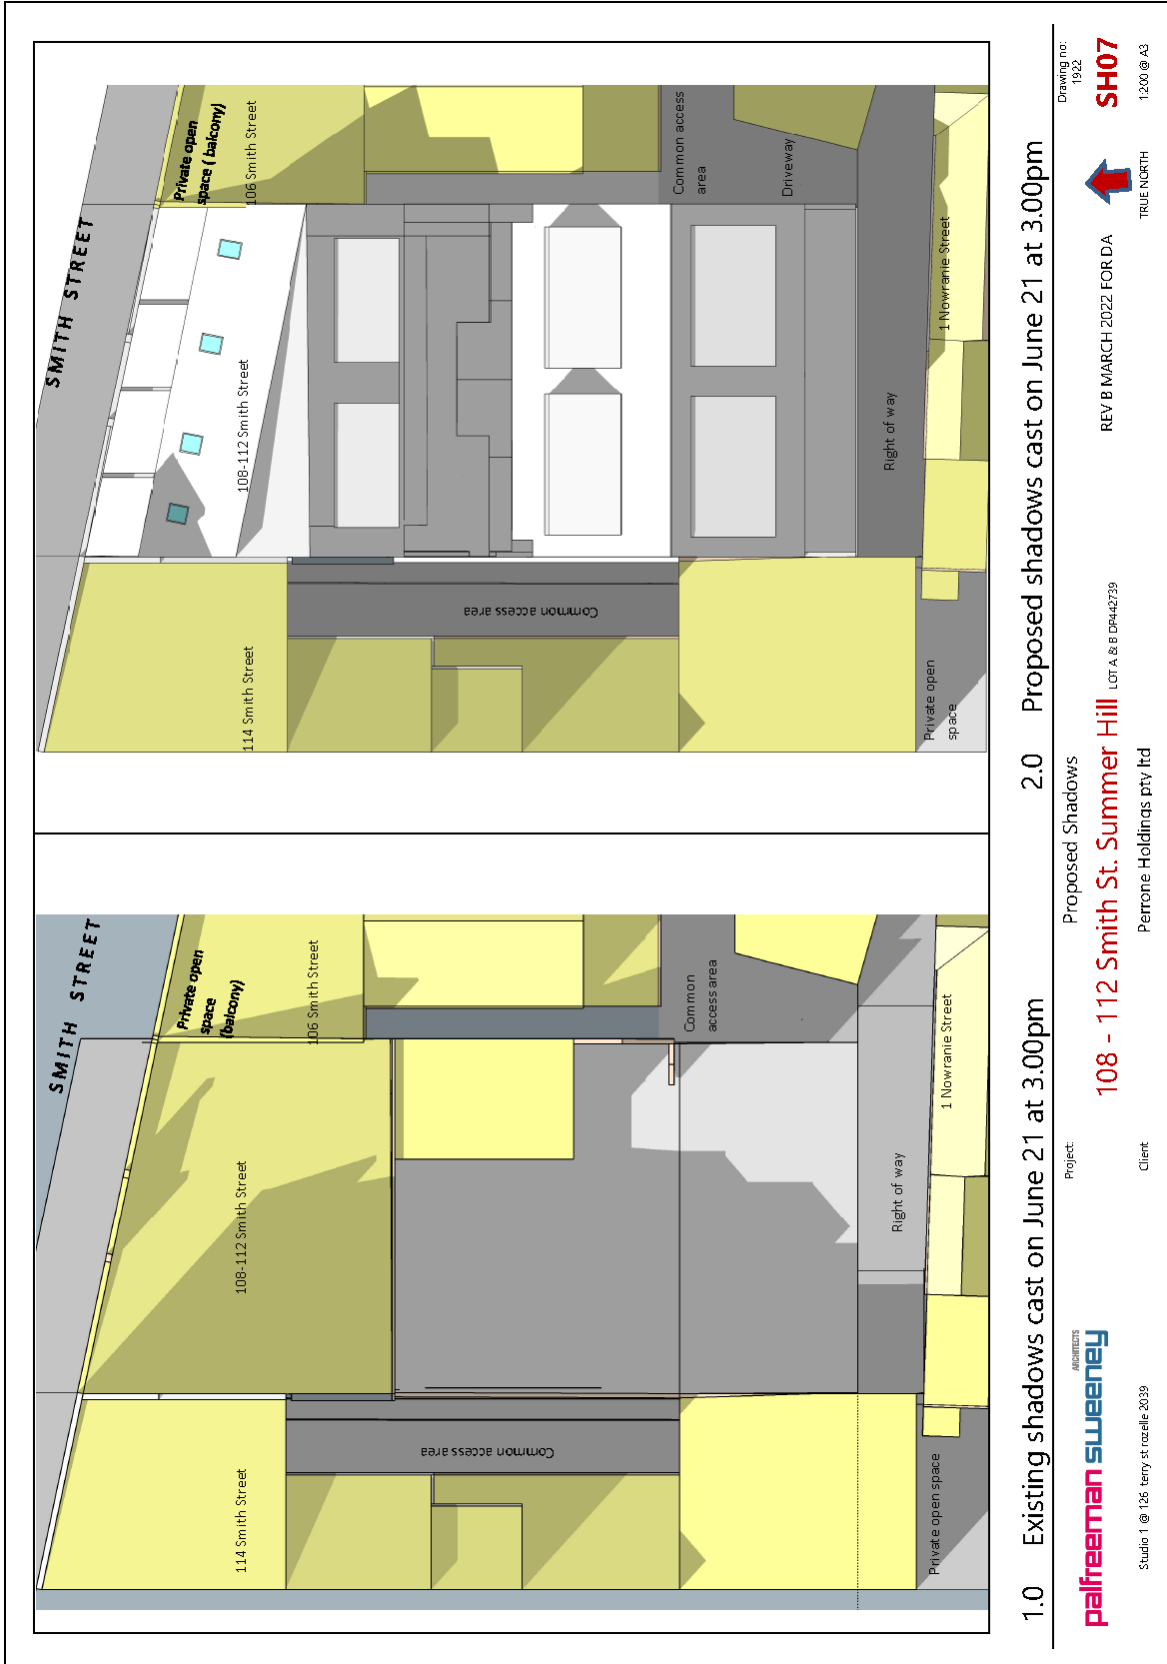 SMITH STREET
Private open
space
(balcony)
106 Smith Street
108-112 Smith Street
114 Smith Street
Common access area
Common
access area
Right of way
1 Nowranie Street
Private open space
1.0 Existing shadows cast on June 21 at 3.00pm
SMITH STREET
Private open
space ( balcony)
106 Smith Street
108-112 Smith Street
114 Smith Street
Common access area
Common access
area
Driveway
Right of way
1 Nowranie Street
Private open
space
2.0 Proposed shadows cast on June 21 at 3.00pm
palfreeman sweeney
ARCHITECTS
Studio 1 @ 126 terry st rozelle 2039
Project:
Proposed Shadows
108 - 112 Smith St. Summer Hill LOT A & B DP442739
Client
Perrone Holdings pty ltd
REV B MARCH 2022 FOR DA
TRUE NORTH
Drawing no:
1922
SH07
1:200 @ A3